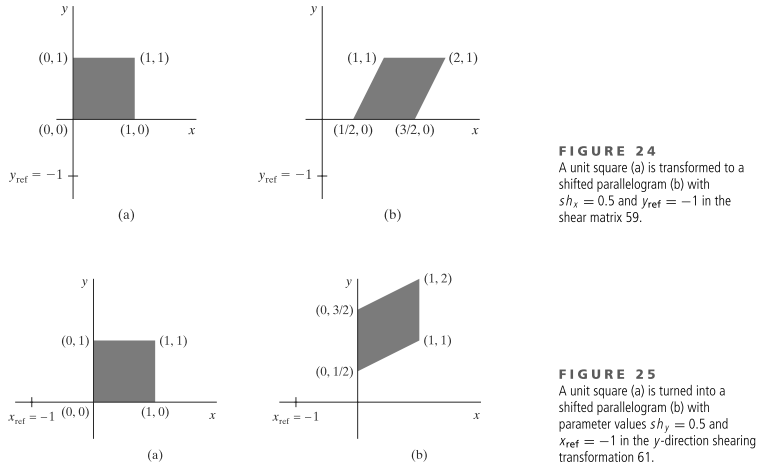 y
(0, 1)
(1, 1)
(0, 0)
(1, 0)
x
y_ref = −1
(a)
y
(1, 1)
(2, 1)
(1/2, 0)
(3/2, 0)
x
y_ref = −1
(b)
FIGURE 24
A unit square (a) is transformed to a
shifted parallelogram (b) with
sh_x = 0.5 and y_ref = −1 in the
shear matrix 59.
y
(0, 1)
(1, 1)
x_ref = −1
(0, 0)
(1, 0)
x
(a)
y
(1, 2)
(0, 3/2)
(1, 1)
(0, 1/2)
x_ref = −1
x
(b)
FIGURE 25
A unit square (a) is turned into a
shifted parallelogram (b) with
parameter values sh_y = 0.5 and
x_ref = −1 in the y-direction shearing
transformation 61.